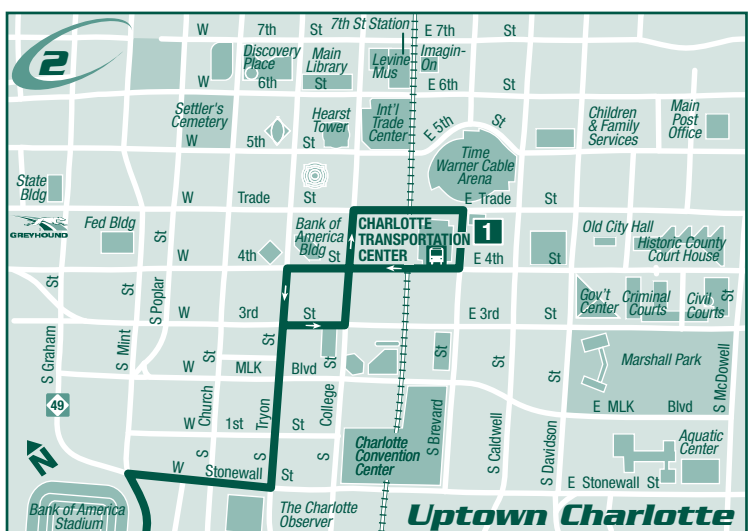 2
W 7th St
7th St Station
E 7th St
Discovery
Place
Main
Library
Levine
Mus
Imagin-
On
W 6th St
E 6th St
Settler's
Cemetery
Hearst
Tower
Int'l
Trade
Center
E 5th St
Children
& Family
Services
Main
Post
Office
W 5th St
Time
Warner Cable
Arena
State
Bldg
W Trade St
E Trade St
GREYHOUND
Fed Bldg
Bank of
America
Bldg
CHARLOTTE
TRANSPORTATION
CENTER
1
Old City Hall
Historic County
Court House
W 4th St
E 4th St
Gov't
Center
Criminal
Courts
Civil
Courts
W 3rd St
E 3rd St
S Graham St
S Mint St
S Poplar St
S Church St
S Tryon St
College St
S Brevard St
S Caldwell St
S Davidson St
S McDowell St
Marshall Park
W MLK Blvd
E MLK Blvd
49
W 1st St
Charlotte
Convention
Center
Aquatic
Center
N
W Stonewall St
E Stonewall St
Bank of America
Stadium
The Charlotte
Observer
Uptown Charlotte